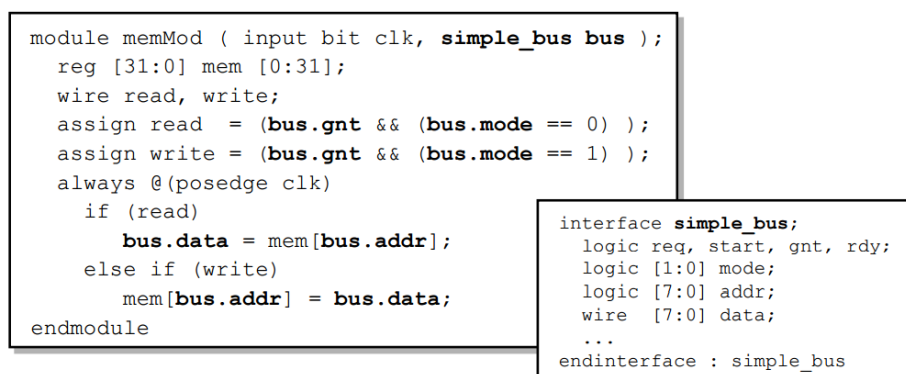 module memMod ( input bit clk, simple_bus bus );
reg [31:0] mem [0:31];
wire read, write;
assign read  = (bus.gnt && (bus.mode == 0) );
assign write = (bus.gnt && (bus.mode == 1) );
always @(posedge clk)
if (read)
bus.data = mem[bus.addr];
else if (write)
mem[bus.addr] = bus.data;
endmodule
interface simple_bus;
logic req, start, gnt, rdy;
logic [1:0] mode;
logic [7:0] addr;
wire  [7:0] data;
...
endinterface : simple_bus